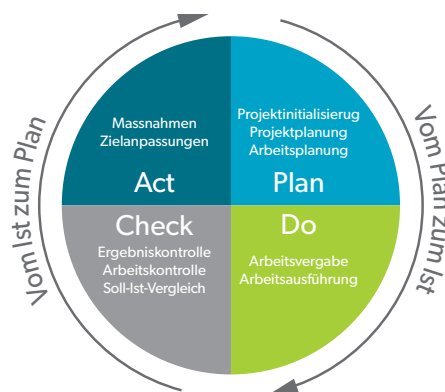 Massnahmen
Zielanpassungen
Act
Projektinitialisierug
Projektplanung
Arbeitsplanung
Plan
Check
Ergebniskontrolle
Arbeitskontrolle
Soll-Ist-Vergleich
Do
Arbeitsvergabe
Arbeitsausführung
Vom Ist zum Plan
Vom Plan zum Ist